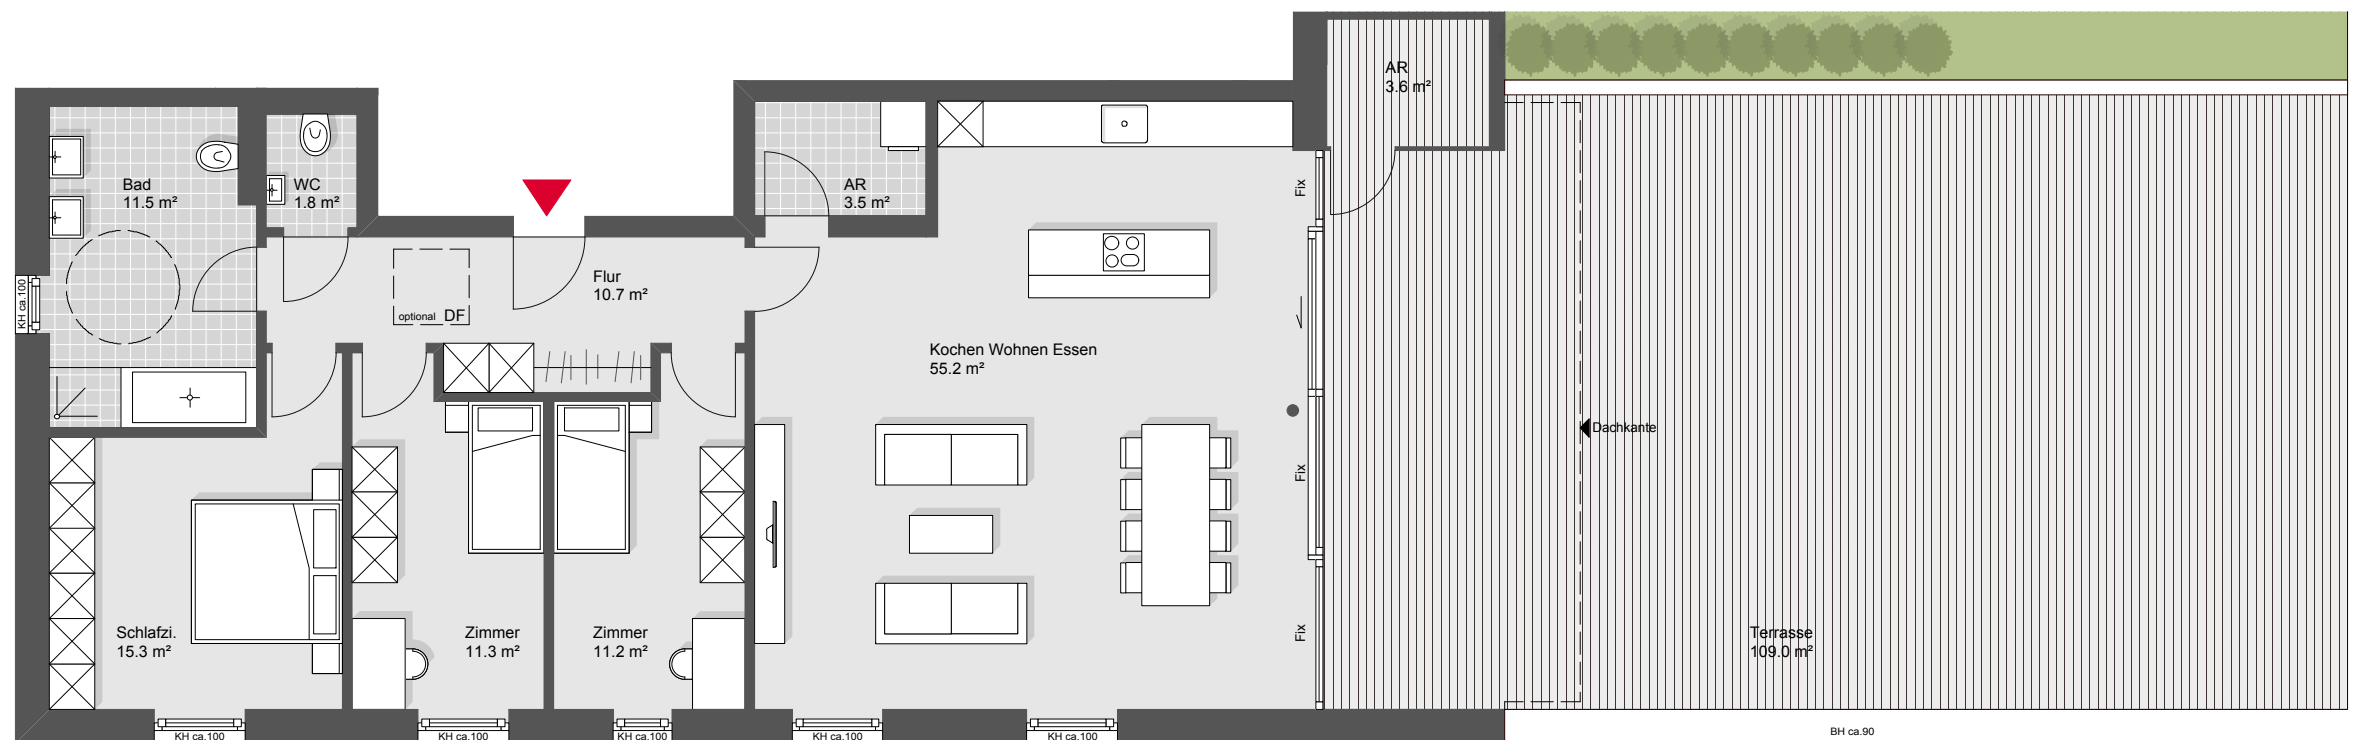 AR
3.6 m²
Bad
11.5 m²
WC
1.8 m²
AR
3.5 m²
Fix
Flur
10.7 m²
KH ca.100
optional DF
Kochen Wohnen Essen
55.2 m²
Dachkante
Fix
Schlafzi.
15.3 m²
Zimmer
11.3 m²
Zimmer
11.2 m²
Fix
Terrasse
109.0 m²
KH ca.100
KH ca.100
KH ca.100
KH ca.100
KH ca.100
BH ca.90